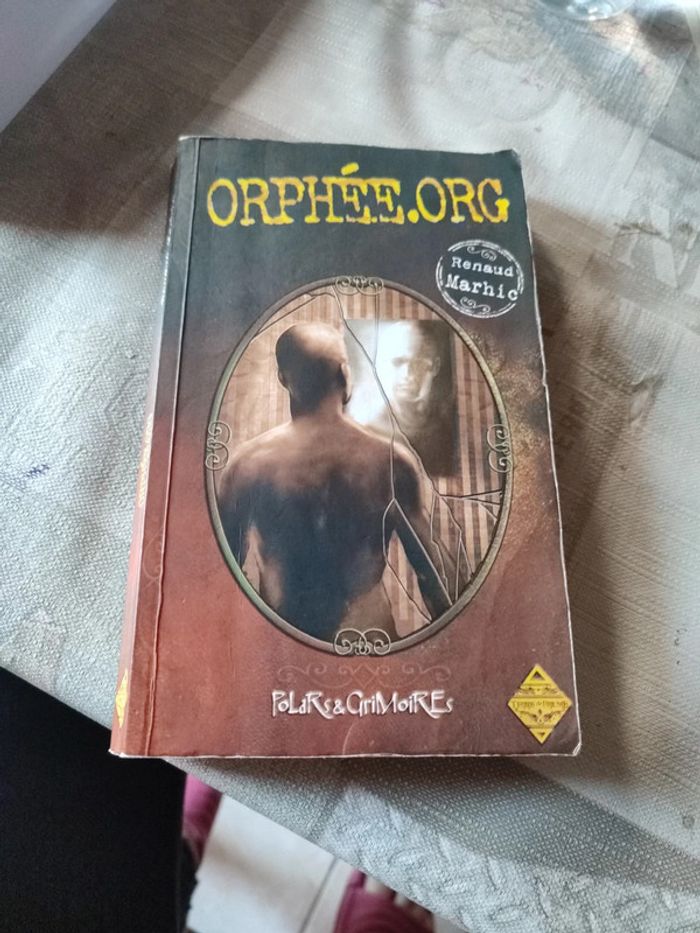 ORPHÉE.ORG
Renaud
Marhic
PoLaRs & GriMoiREs